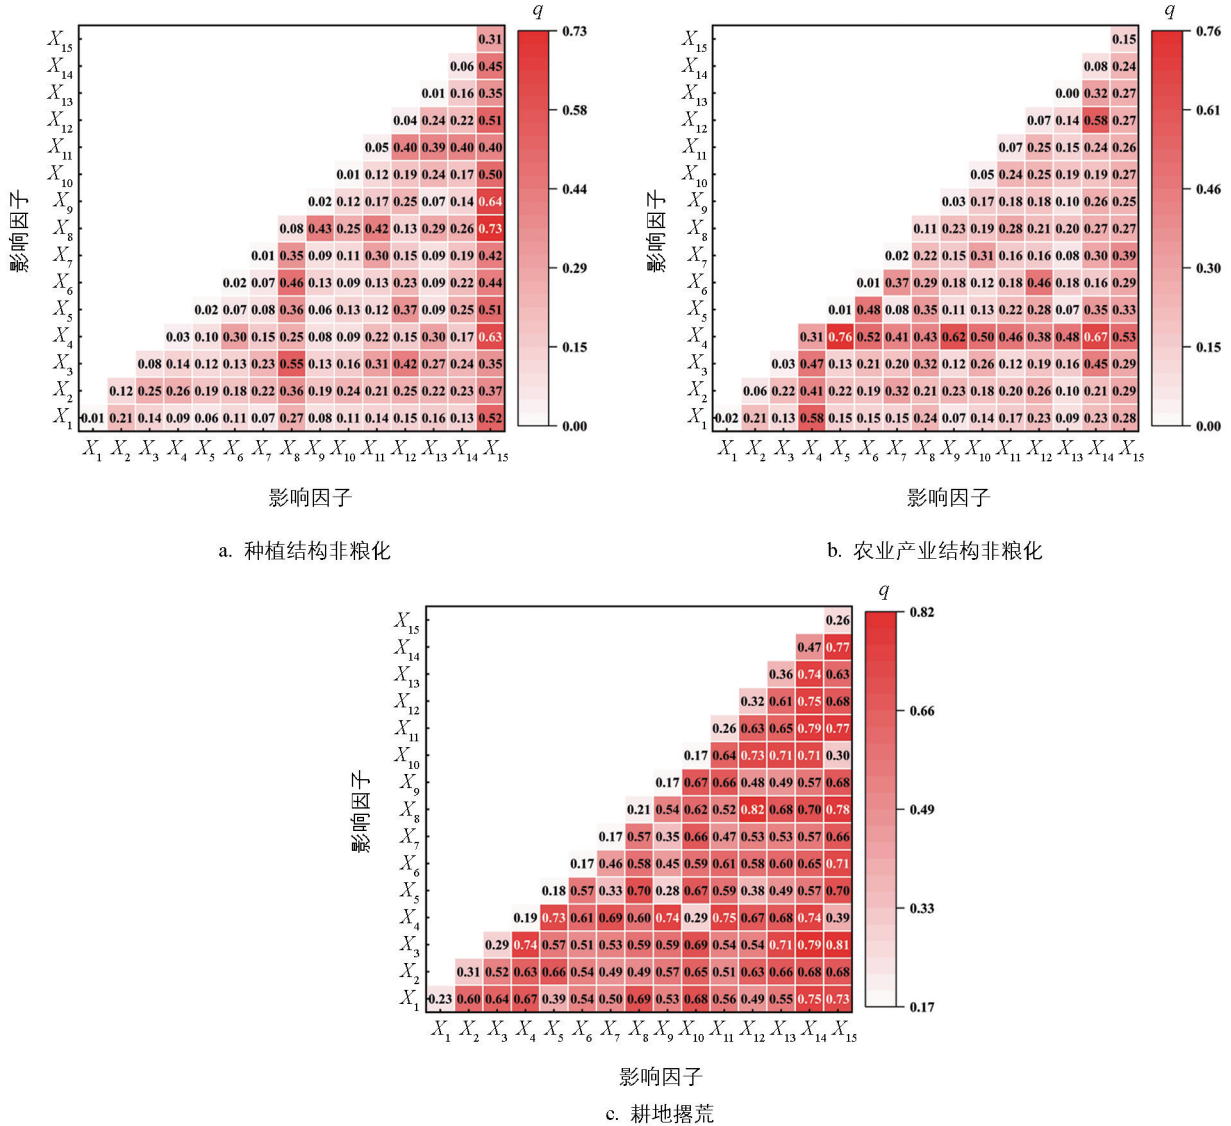 q
X15 0.31 0.73
X14 0.06 0.45
X13 0.01 0.16 0.35
X12 0.04 0.24 0.22 0.51 0.58
X11 0.05 0.40 0.39 0.40 0.40
X10 0.01 0.12 0.19 0.24 0.17 0.50 0.44
X9 0.02 0.12 0.17 0.25 0.07 0.14 0.64
X8 0.08 0.43 0.25 0.42 0.13 0.29 0.26 0.73
X7 0.01 0.35 0.09 0.11 0.30 0.15 0.09 0.19 0.42 0.29
X6 0.02 0.07 0.46 0.13 0.09 0.13 0.23 0.09 0.22 0.44
X5 0.02 0.07 0.08 0.36 0.06 0.13 0.12 0.37 0.09 0.25 0.51
X4 0.03 0.10 0.30 0.15 0.25 0.08 0.09 0.22 0.15 0.30 0.17 0.63 0.15
X3 0.08 0.14 0.12 0.13 0.23 0.55 0.13 0.16 0.31 0.42 0.27 0.24 0.35
X2 0.12 0.25 0.26 0.19 0.18 0.22 0.36 0.19 0.24 0.21 0.25 0.22 0.23 0.37
X1 0.01 0.21 0.14 0.09 0.06 0.11 0.07 0.27 0.08 0.11 0.14 0.15 0.16 0.13 0.52 0.00
X1 X2 X3 X4 X5 X6 X7 X8 X9 X10 X11 X12 X13 X14 X15
影响因子
影响因子
a. 种植结构非粮化
q
X15 0.15 0.76
X14 0.08 0.24
X13 0.00 0.32 0.27
X12 0.07 0.14 0.58 0.27 0.61
X11 0.07 0.25 0.15 0.24 0.26
X10 0.05 0.24 0.25 0.19 0.19 0.27 0.46
X9 0.03 0.17 0.18 0.18 0.10 0.26 0.25
X8 0.11 0.23 0.19 0.28 0.21 0.20 0.27 0.27
X7 0.02 0.22 0.15 0.31 0.16 0.16 0.08 0.30 0.39 0.30
X6 0.01 0.37 0.29 0.18 0.12 0.18 0.46 0.18 0.16 0.29
X5 0.01 0.48 0.08 0.35 0.11 0.13 0.22 0.28 0.07 0.35 0.33
X4 0.31 0.76 0.52 0.41 0.43 0.62 0.50 0.46 0.38 0.48 0.67 0.53 0.15
X3 0.03 0.47 0.13 0.21 0.20 0.32 0.12 0.26 0.12 0.19 0.16 0.45 0.29
X2 0.06 0.22 0.41 0.22 0.19 0.32 0.21 0.23 0.18 0.20 0.26 0.10 0.21 0.29
X1 0.02 0.21 0.13 0.58 0.15 0.15 0.15 0.24 0.07 0.14 0.17 0.23 0.09 0.23 0.28 0.00
X1 X2 X3 X4 X5 X6 X7 X8 X9 X10 X11 X12 X13 X14 X15
影响因子
影响因子
b. 农业产业结构非粮化
q
X15 0.26 0.82
X14 0.47 0.77
X13 0.36 0.74 0.63
X12 0.32 0.61 0.75 0.68 0.66
X11 0.26 0.63 0.65 0.79 0.77
X10 0.17 0.64 0.73 0.71 0.71 0.30
X9 0.17 0.67 0.66 0.48 0.49 0.57 0.68
X8 0.21 0.54 0.62 0.52 0.82 0.68 0.70 0.78 0.49
X7 0.17 0.57 0.35 0.66 0.47 0.53 0.53 0.57 0.66
X6 0.17 0.46 0.58 0.45 0.59 0.61 0.58 0.60 0.65 0.71
X5 0.18 0.57 0.33 0.70 0.28 0.67 0.59 0.38 0.49 0.57 0.70
X4 0.19 0.73 0.61 0.69 0.60 0.74 0.29 0.75 0.67 0.68 0.74 0.39 0.33
X3 0.29 0.74 0.57 0.51 0.53 0.59 0.59 0.69 0.54 0.54 0.71 0.79 0.81
X2 0.31 0.52 0.63 0.66 0.54 0.49 0.49 0.57 0.65 0.51 0.63 0.66 0.68 0.68
X1 0.23 0.60 0.64 0.67 0.39 0.54 0.50 0.69 0.53 0.68 0.56 0.49 0.55 0.75 0.73 0.17
X1 X2 X3 X4 X5 X6 X7 X8 X9 X10 X11 X12 X13 X14 X15
影响因子
影响因子
c. 耕地撂荒